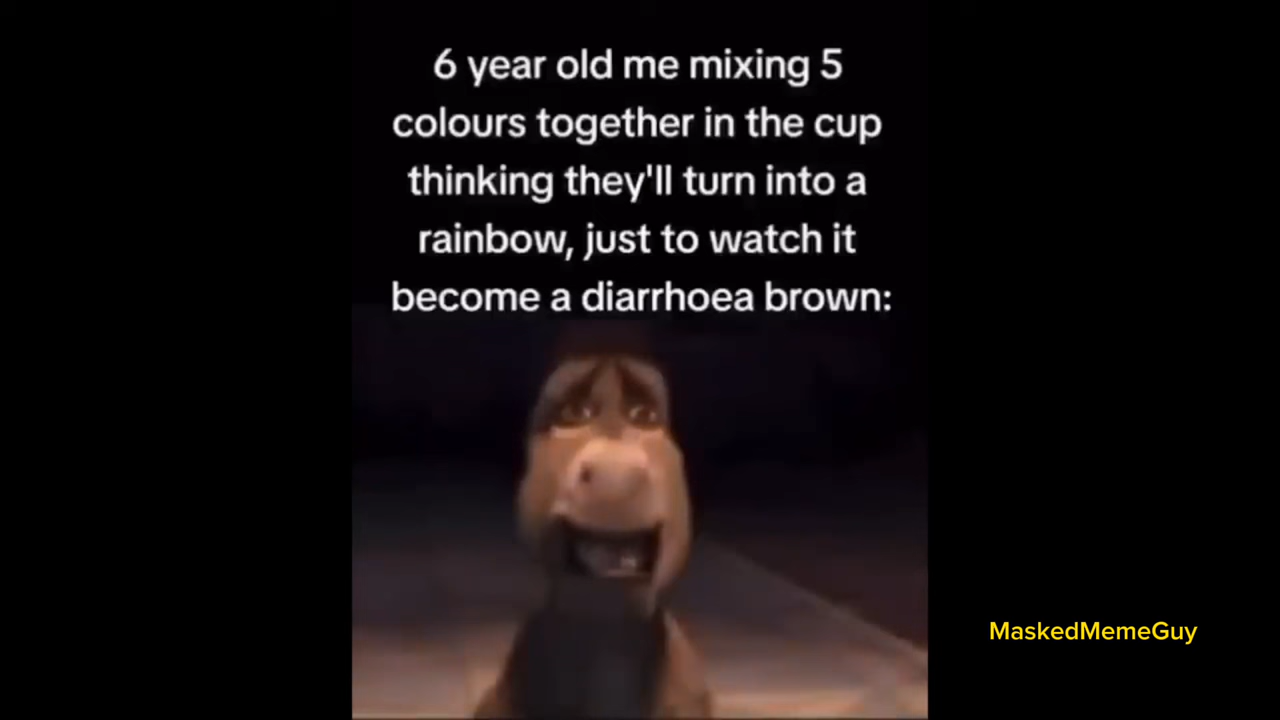 6 year old me mixing 5
colours together in the cup
thinking they'll turn into a
rainbow, just to watch it
become a diarrhoea brown:
MaskedMemeGuy